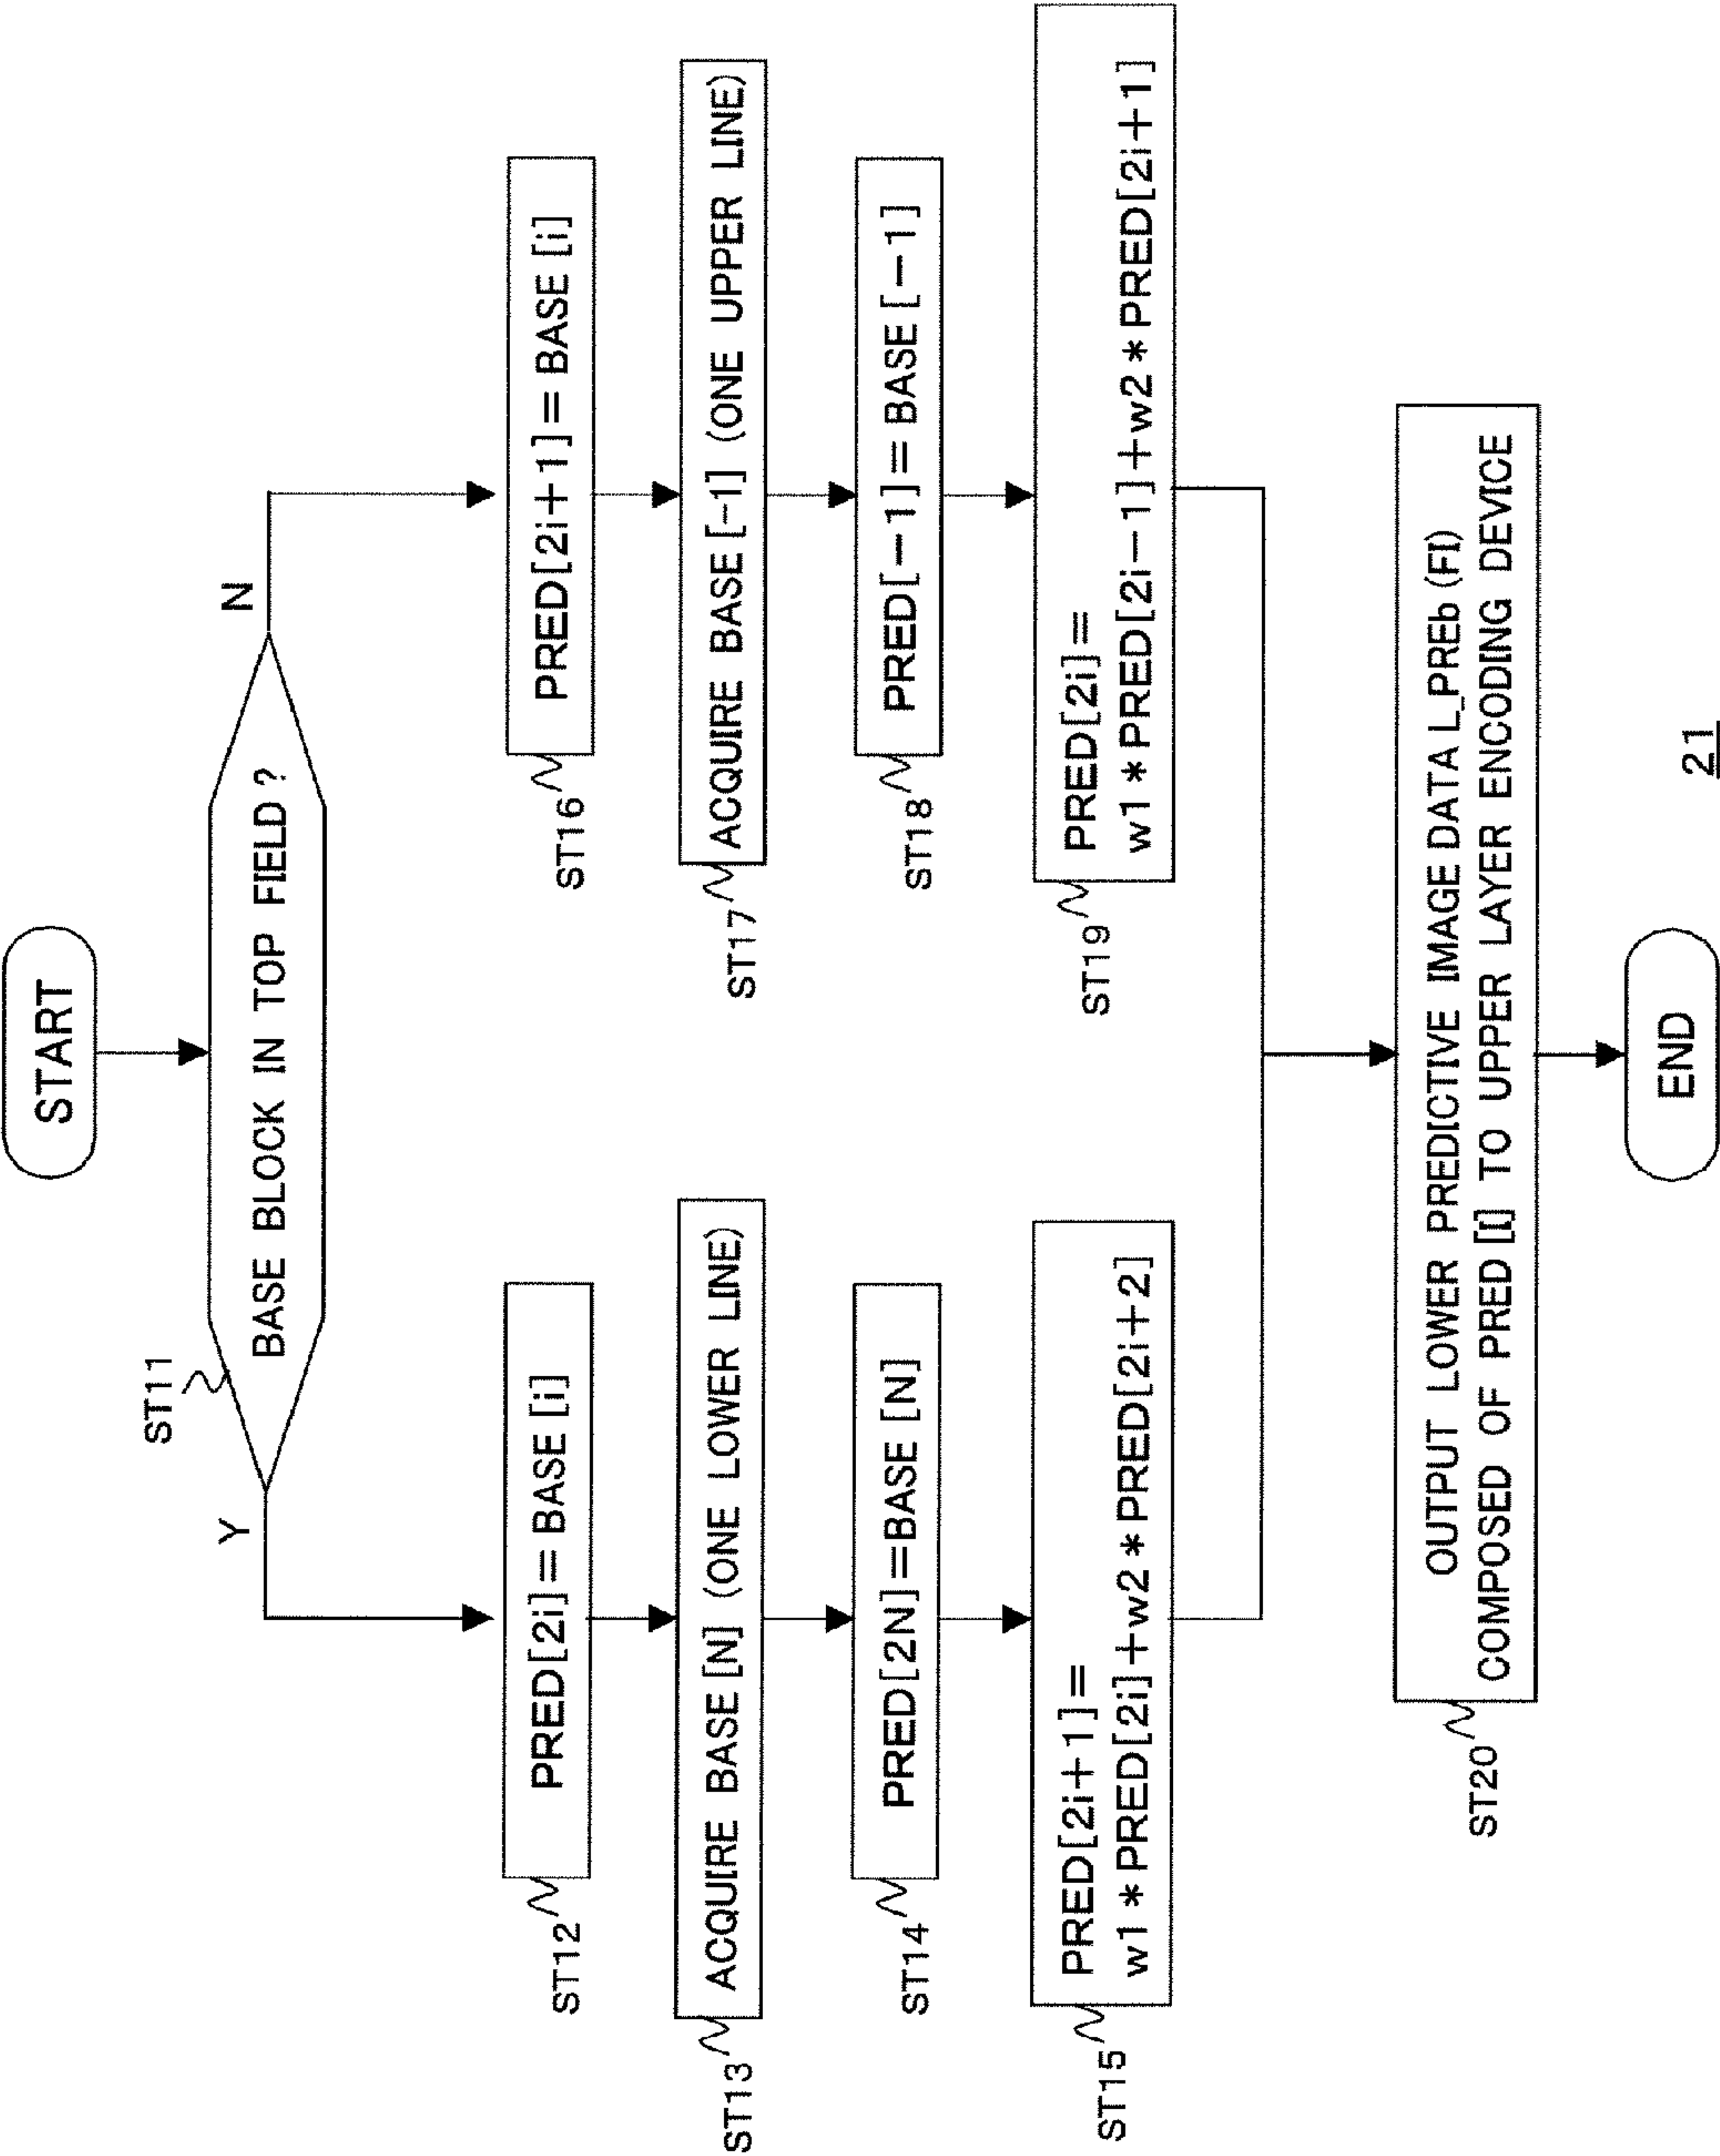 START
ST11
BASE BLOCK IN TOP FIELD?
Y
N
ST12
PRED[2i]=BASE[i]
ST13
ACQUIRE BASE[N] (ONE LOWER LINE)
ST14
PRED[2N]=BASE[N]
ST15
PRED[2i+1]=
w1*PRED[2i]+w2*PRED[2i+2]
ST16
PRED[2i+1]=BASE[i]
ST17
ACQUIRE BASE[-1] (ONE UPPER LINE)
ST18
PRED[-1]=BASE[-1]
ST19
PRED[2i]=
w1*PRED[2i-1]+w2*PRED[2i+1]
ST20
OUTPUT LOWER PREDICTIVE IMAGE DATA L_PREb(FI)
COMPOSED OF PRED[I] TO UPPER LAYER ENCODING DEVICE
END
21